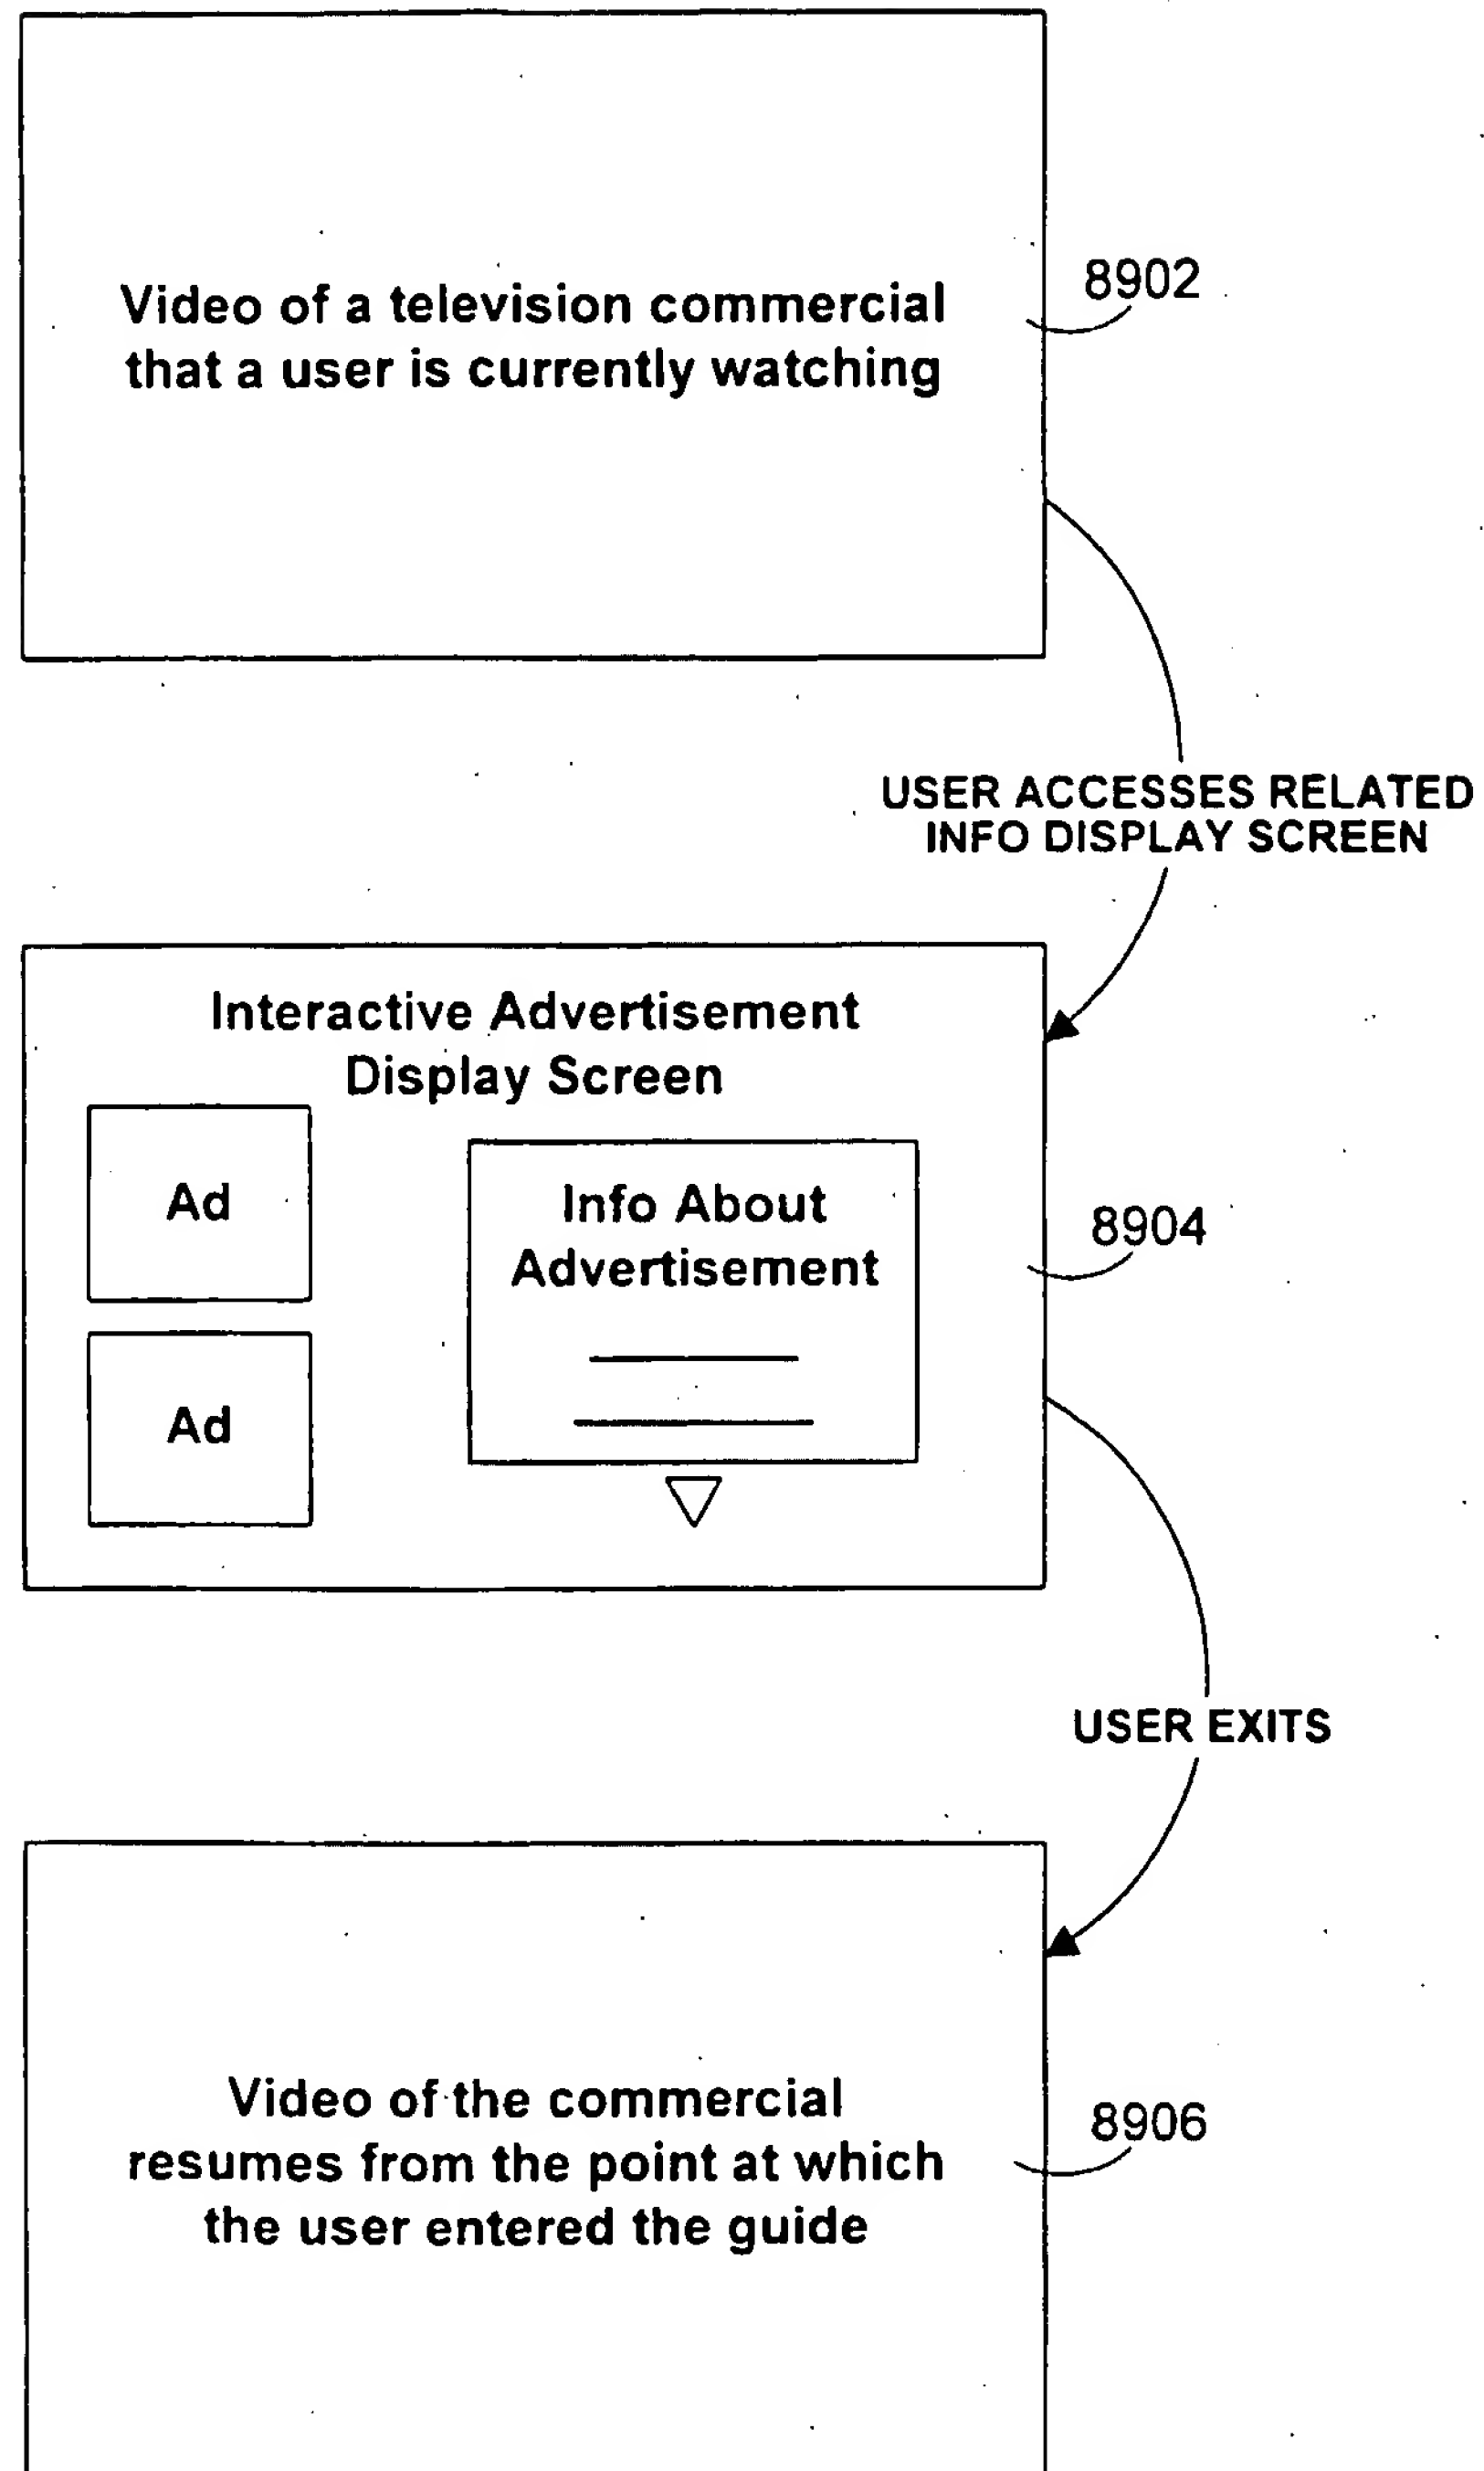 Video of a television commercial
that a user is currently watching
8902
USER ACCESSES RELATED
INFO DISPLAY SCREEN
Interactive Advertisement
Display Screen
Ad
Info About
Advertisement
8904
Ad
USER EXITS
Video of the commercial
resumes from the point at which
the user entered the guide
8906